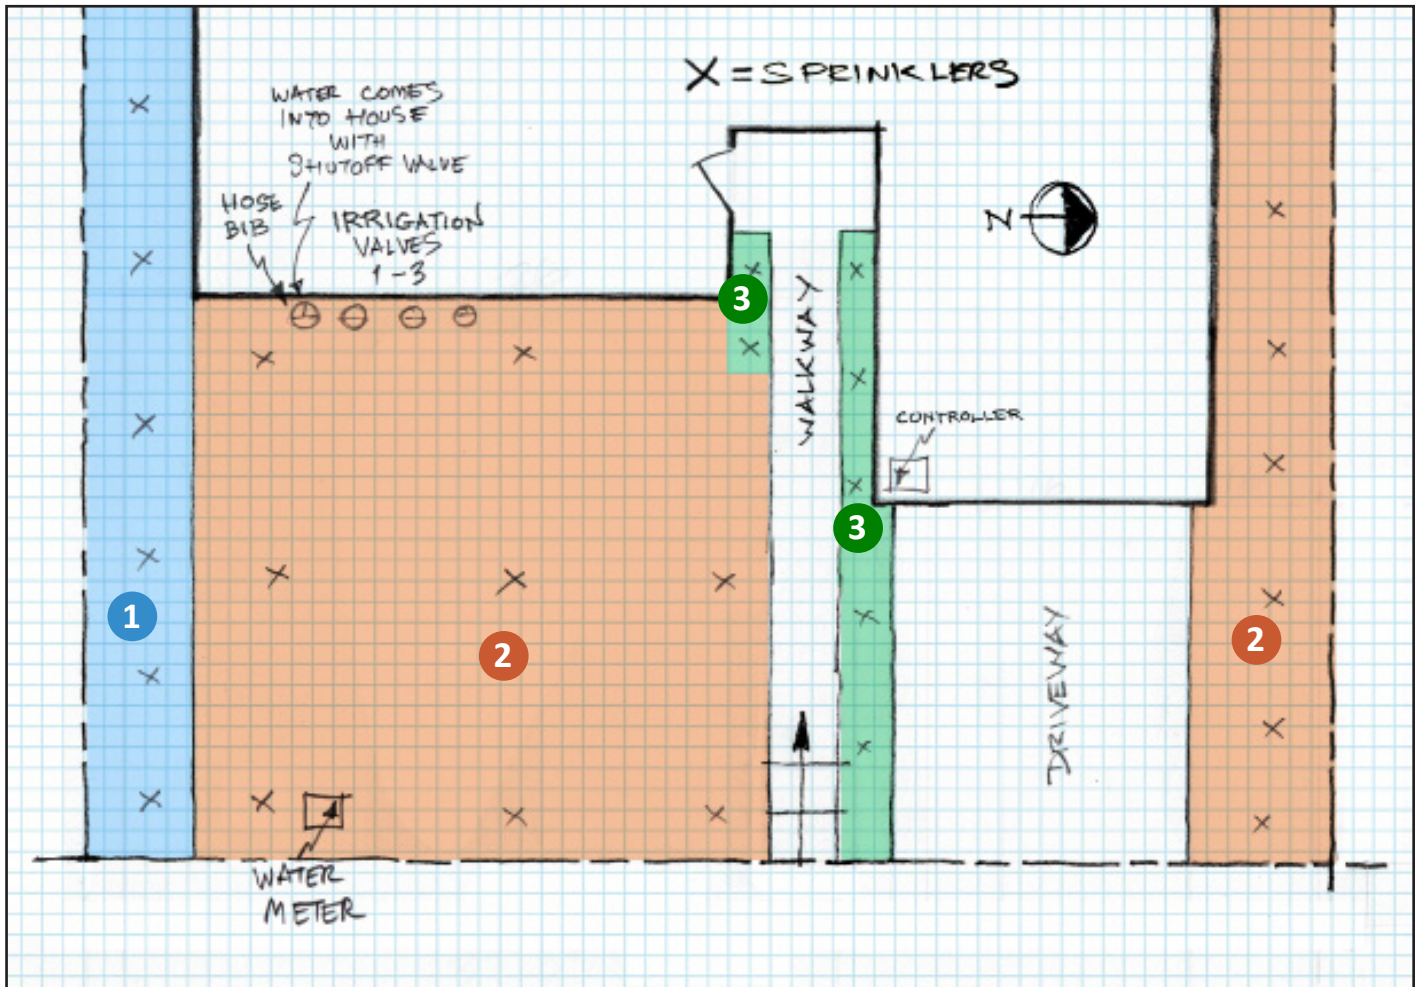 X = SPRINKLERS
WATER COMES
INTO HOUSE
WITH
SHUTOFF VALVE
HOSE
BIB
IRRIGATION
VALVES
1-3
N
3
WALKWAY
CONTROLLER
3
1
2
2
DRIVEWAY
WATER
METER